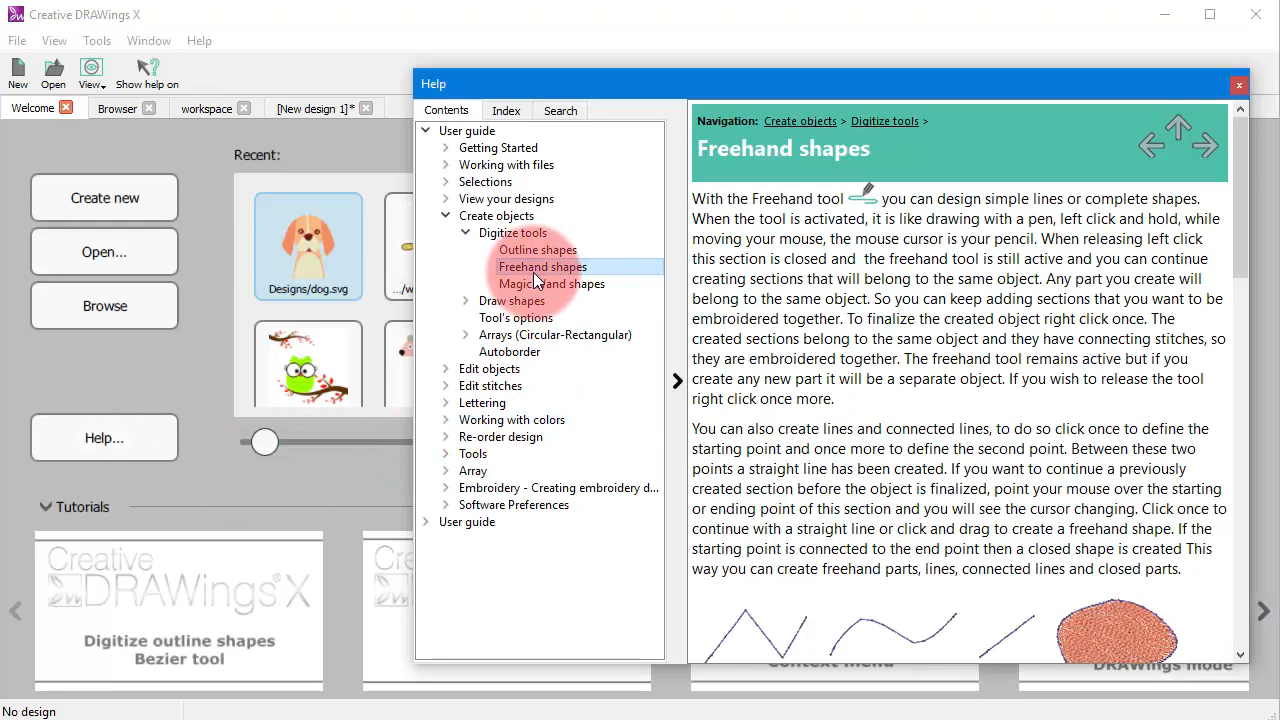 Creative DRAWings X
File View Tools Window Help
New Open View Show help on
Welcome Browser workspace [New design 1]*
Recent:
Create new
Open...
Browse
Help...
Designs/dog.svg
Tutorials
Creative
DRAWings X
Digitize outline shapes
Bezier tool
Context menu
DRAWings mode
No design
Help
Contents Index Search
User guide
Getting Started
Working with files
Selections
View your designs
Create objects
Digitize tools
Outline shapes
Freehand shapes
Magic wand shapes
Draw shapes
Tool's options
Arrays (Circular-Rectangular)
Autoborder
Edit objects
Edit stitches
Lettering
Working with colors
Re-order design
Tools
Array
Embroidery - Creating embroidery d...
Software Preferences
User guide
Navigation: Create objects > Digitize tools >
Freehand shapes
With the Freehand tool you can design simple lines or complete shapes.
When the tool is activated, it is like drawing with a pen, left click and hold, while
moving your mouse, the mouse cursor is your pencil. When releasing left click
this section is closed and the freehand tool is still active and you can continue
creating sections that will belong to the same object. Any part you create will
belong to the same object. So you can keep adding sections that you want to be
embroidered together. To finalize the created object right click once. The
created sections belong to the same object and they have connecting stitches, so
they are embroidered together. The freehand tool remains active but if you
create any new part it will be a separate object. If you wish to release the tool
right click once more.
You can also create lines and connected lines, to do so click once to define the
starting point and once more to define the second point. Between these two
points a straight line has been created. If you want to continue a previously
created section before the object is finalized, point your mouse over the starting
or ending point of this section and you will see the cursor changing. Click once to
continue with a straight line or click and drag to create a freehand shape. If the
starting point is connected to the end point then a closed shape is created This
way you can create freehand parts, lines, connected lines and closed parts.